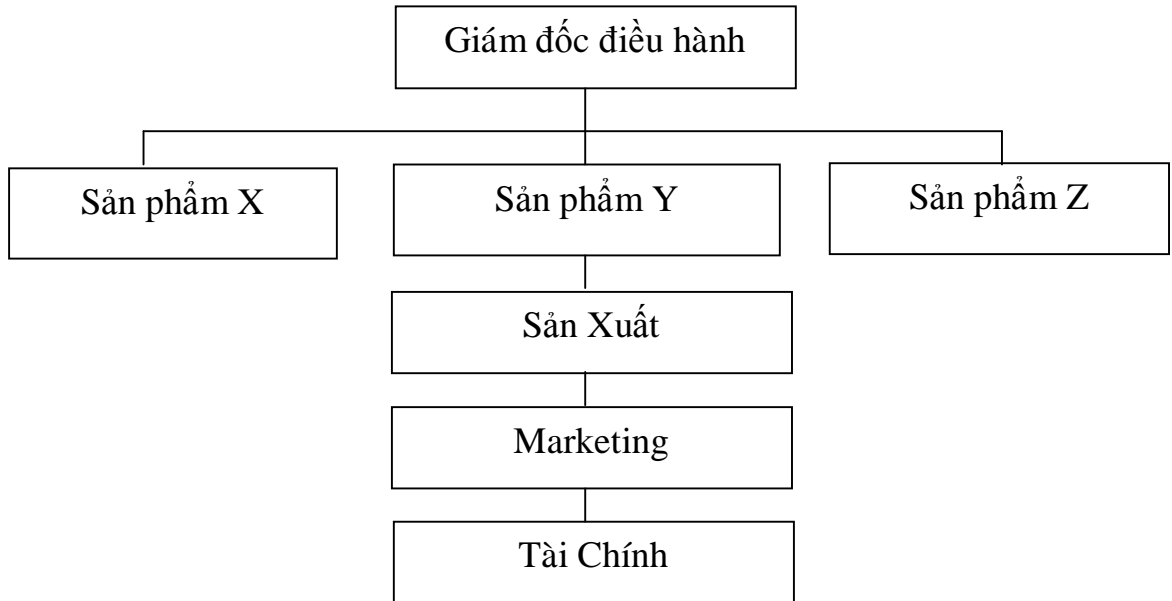 Giám đốc điều hành
Sản phẩm X
Sản phẩm Y
Sản phẩm Z
Sản Xuất
Marketing
Tài Chính